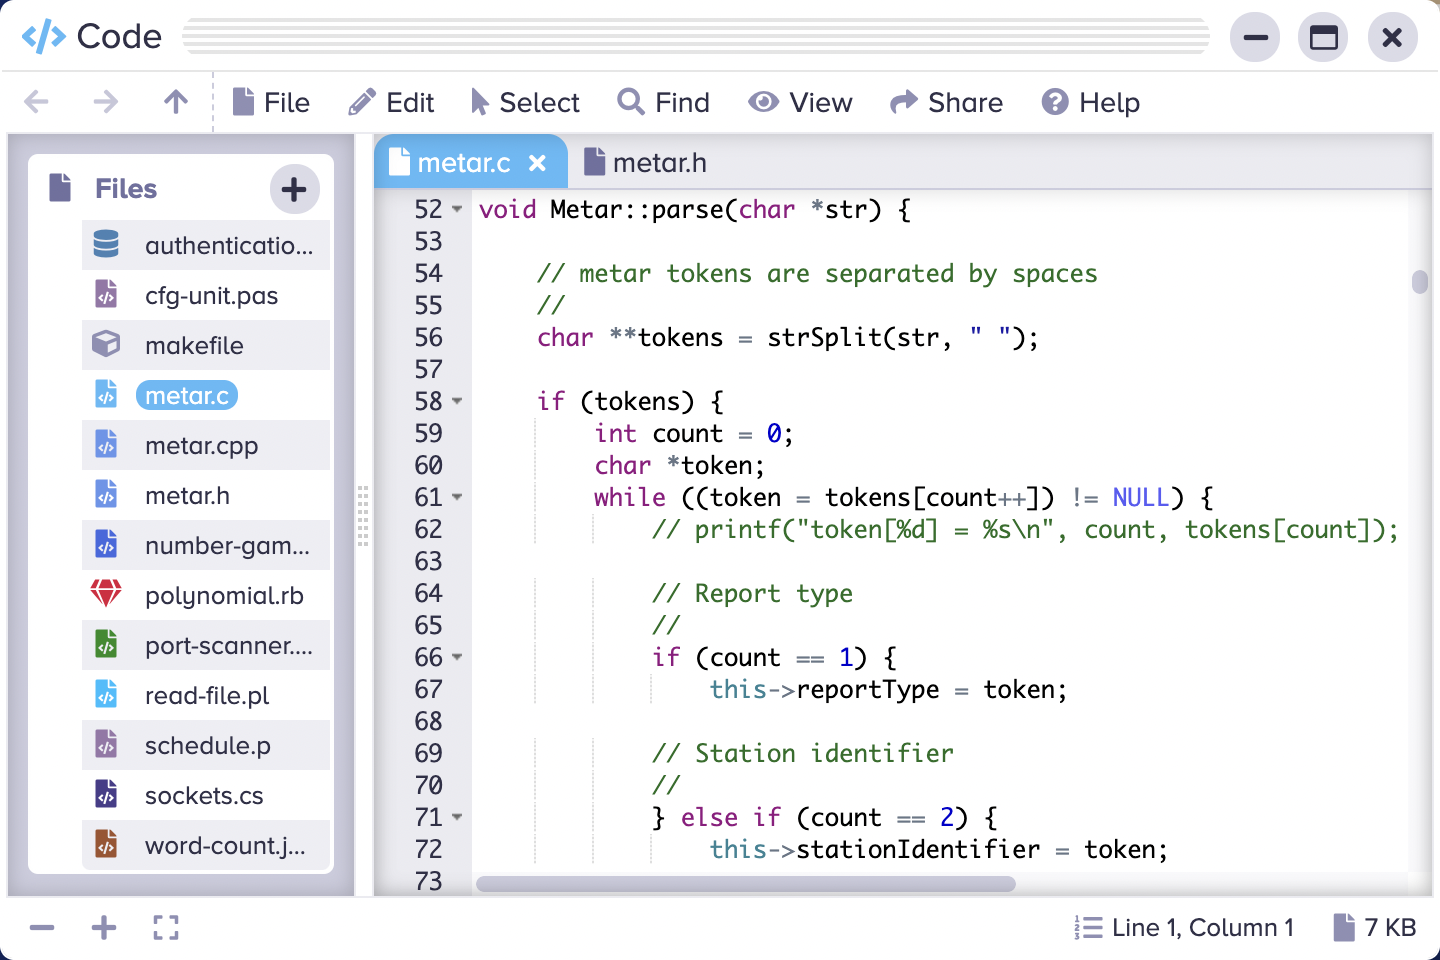 Code
File Edit Select Find View Share Help
Files
authenticatio...
cfg-unit.pas
makefile
metar.c
metar.cpp
metar.h
number-gam...
polynomial.rb
port-scanner....
read-file.pl
schedule.p
sockets.cs
word-count.j...
metar.c metar.h
52 void Metar::parse(char *str) {
53
54 // metar tokens are separated by spaces
55 //
56 char **tokens = strSplit(str, " ");
57
58 if (tokens) {
59 int count = 0;
60 char *token;
61 while ((token = tokens[count++]) != NULL) {
62 // printf("token[%d] = %s\n", count, tokens[count]);
63
64 // Report type
65 //
66 if (count == 1) {
67 this->reportType = token;
68
69 // Station identifier
70 //
71 } else if (count == 2) {
72 this->stationIdentifier = token;
73
Line 1, Column 1 7 KB